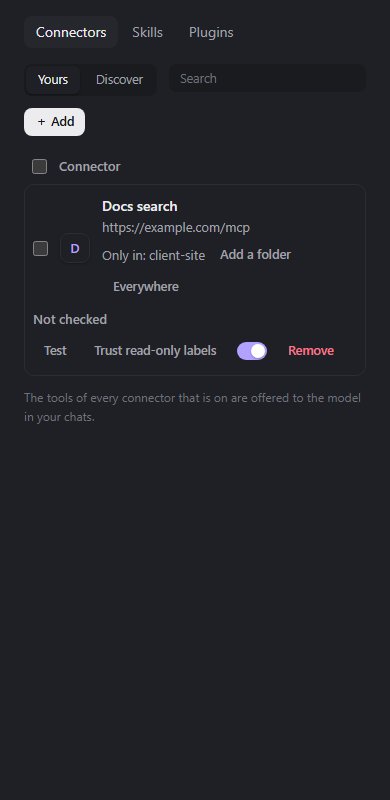 Connectors Skills Plugins
Yours Discover Search
+ Add
Connector
Docs search
D https://example.com/mcp
Only in: client-site Add a folder
Everywhere
Not checked
Test Trust read-only labels Remove
The tools of every connector that is on are offered to the model
in your chats.